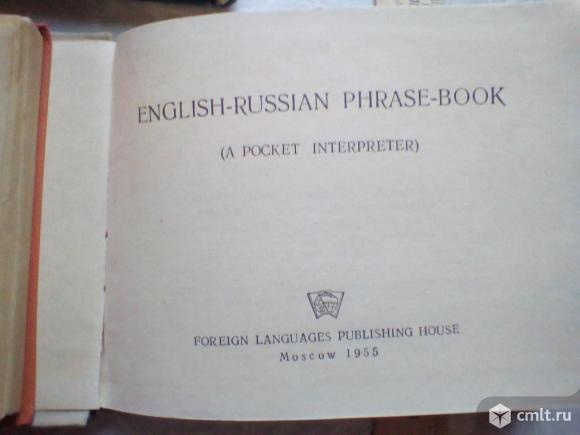 ENGLISH-RUSSIAN PHRASE-BOOK
(A POCKET INTERPRETER)
FOREIGN LANGUAGES PUBLISHING HOUSE
Moscow 1955
cmlt.ru